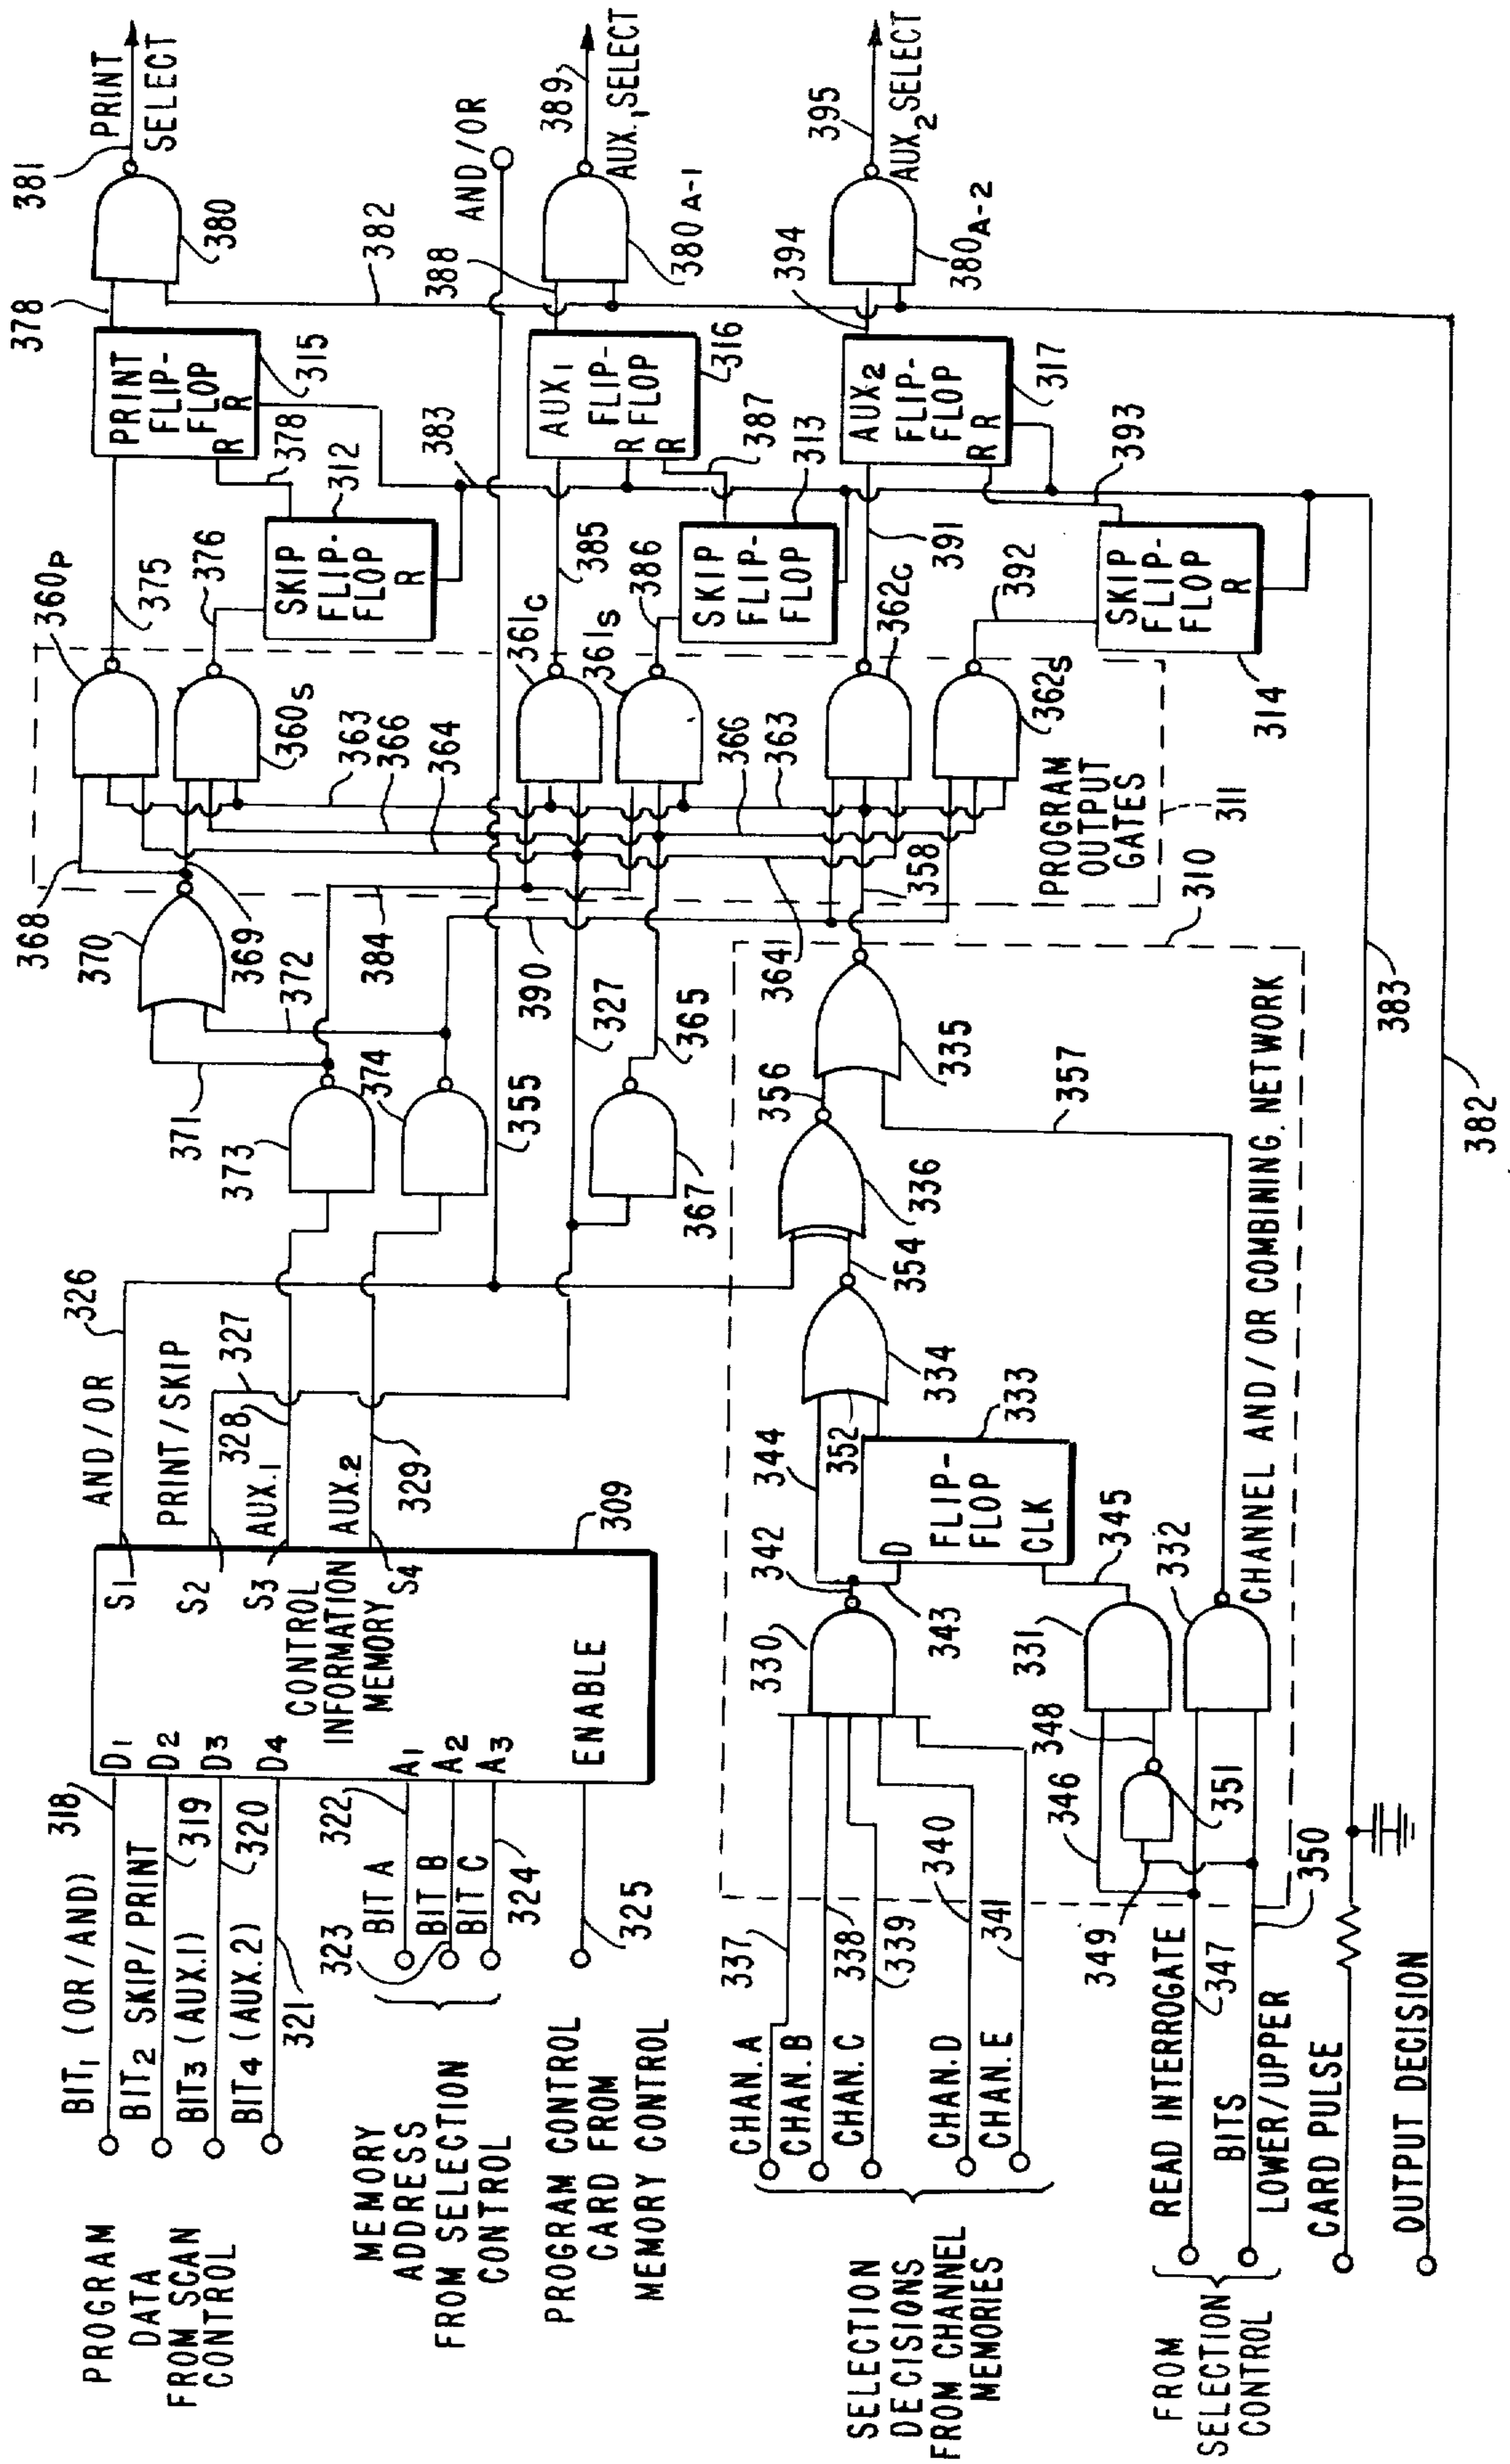 PROGRAM
DATA
FROM SCAN
CONTROL
BIT1 (OR/AND)
318
BIT2 SKIP/PRINT
BIT3 (AUX.1)
319
BIT4 (AUX.2)
320
321
D1
D2
D3
D4
MEMORY
ADDRESS
FROM SELECTION
CONTROL
BIT A
322
BIT B
323
BIT C
324
A1
A2
A3
PROGRAM CONTROL
CARD FROM
MEMORY CONTROL
325
ENABLE
CONTROL
INFORMATION
MEMORY
S1
S2
S3
S4
309
AND/OR
326
PRINT/SKIP
327
AUX.1
328
AUX.2
329
371
373
374
372
370
368
369
384
390
355
327
365
367
360P
360S
363
366
364
361C
361S
366
363
362C
362S
364
358
PROGRAM
OUTPUT
GATES
311
310
375
376
SKIP
FLIP-
FLOP
R
312
378
PRINT
FLIP-
FLOP
R
R
315
378
380
381
PRINT
SELECT
382
383
AND/OR
385
386
SKIP
FLIP-
FLOP
313
387
AUX1
FLIP-
FLOP
R
R
316
388
380A-1
389
AUX.1 SELECT
391
392
SKIP
FLIP-
FLOP
R
314
393
AUX2
FLIP-
FLOP
R
R
317
394
380A-2
395
AUX2 SELECT
SELECTION
DECISIONS
FROM CHANNEL
MEMORIES
CHAN.A
CHAN.B
CHAN.C
CHAN.D
CHAN.E
337
338
339
340
341
330
342
343
344
352
D
FLIP-
FLOP
CLK
333
334
354
336
356
335
357
345
331
332
346
348
349
351
350
347
CHANNEL AND/OR COMBINING NETWORK
FROM
SELECTION
CONTROL
READ INTERROGATE
BITS
LOWER/UPPER
CARD PULSE
383
OUTPUT DECISION
382